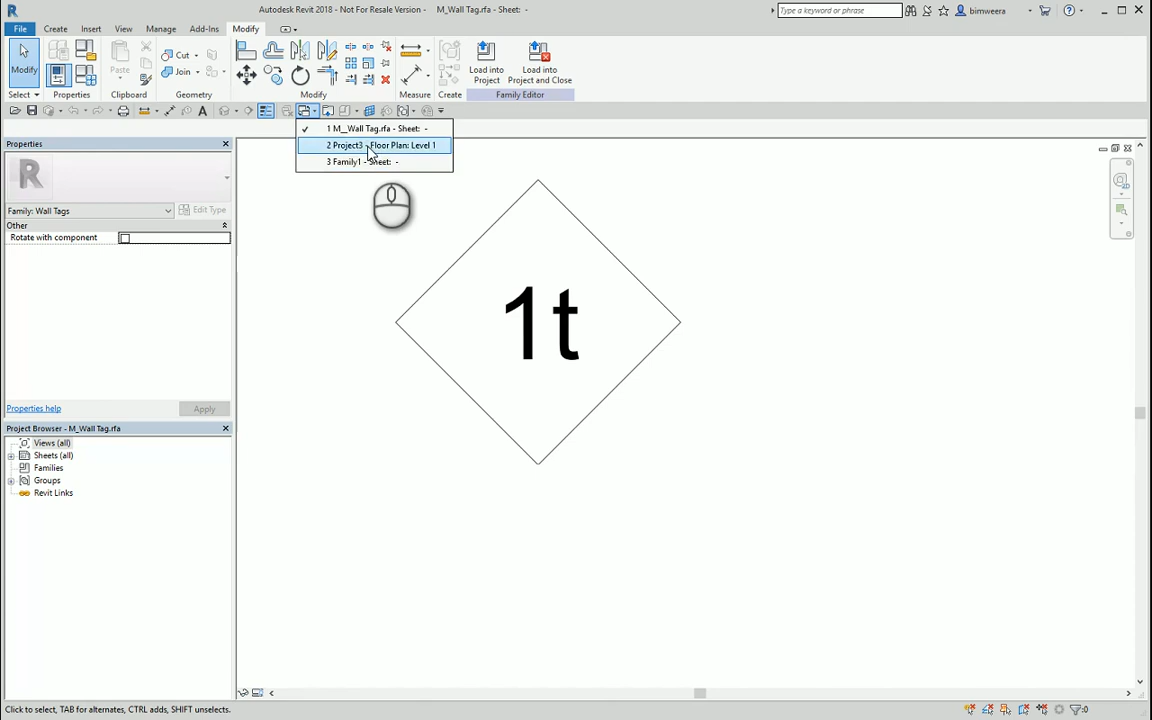 Autodesk Revit 2018 - Not For Resale Version - M_Wall Tag.rfa - Sheet: -
Type a keyword or phrase
bimweera
File Create Insert View Manage Add-Ins Modify
Modify
Paste
Cut
Join
Load into Project
Load into Project and Close
Select Properties Clipboard Geometry Modify Measure Create Family Editor
1 M_Wall Tag.rfa - Sheet: -
2 Project3 - Floor Plan: Level 1
3 Family1 - Sheet: -
Properties
Family: Wall Tags
Edit Type
Other
Rotate with component
1t
Properties help
Apply
Project Browser - M_Wall Tag.rfa
Views (all)
Sheets (all)
Families
Groups
Revit Links
Click to select, TAB for alternates, CTRL adds, SHIFT unselects.
:0